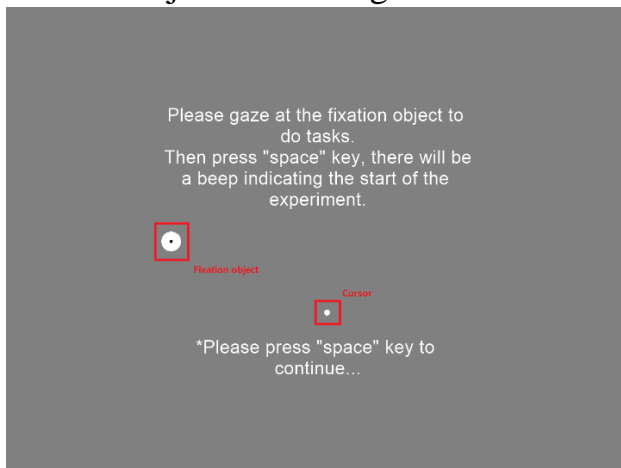 Please gaze at the fixation object to
do tasks.
Then press "space" key, there will be
a beep indicating the start of the
experiment.
Fixation object
Cursor
*Please press "space" key to
continue...